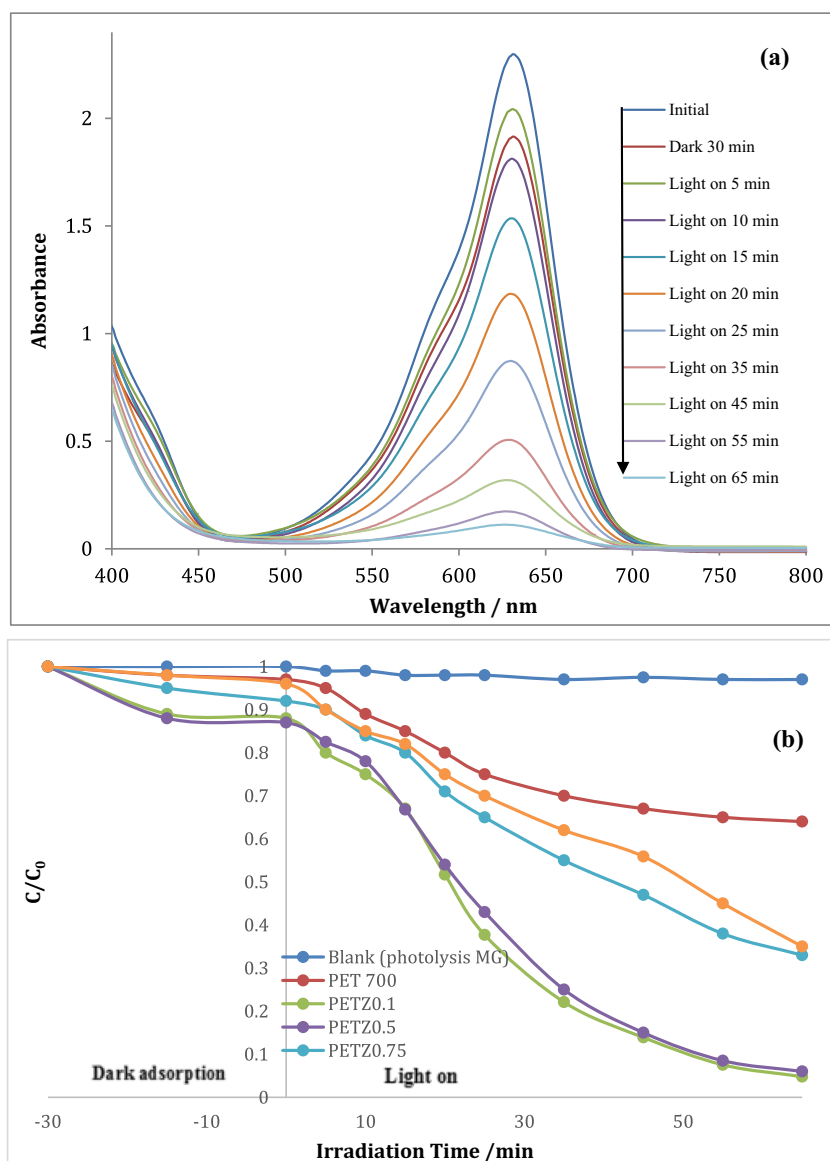 (a)
2
1.5
1
0.5
0
Absorbance
Initial
Dark 30 min
Light on 5 min
Light on 10 min
Light on 15 min
Light on 20 min
Light on 25 min
Light on 35 min
Light on 45 min
Light on 55 min
Light on 65 min
400 450 500 550 600 650 700 750 800
Wavelength / nm
(b)
1
0.9
0.8
0.7
0.6
0.5
0.4
0.3
0.2
0.1
0
C/C0
Blank (photolysis MG)
PET 700
PETZ0.1
PETZ0.5
PETZ0.75
Dark adsorption Light on
-30 -10 10 30 50
Irradiation Time /min